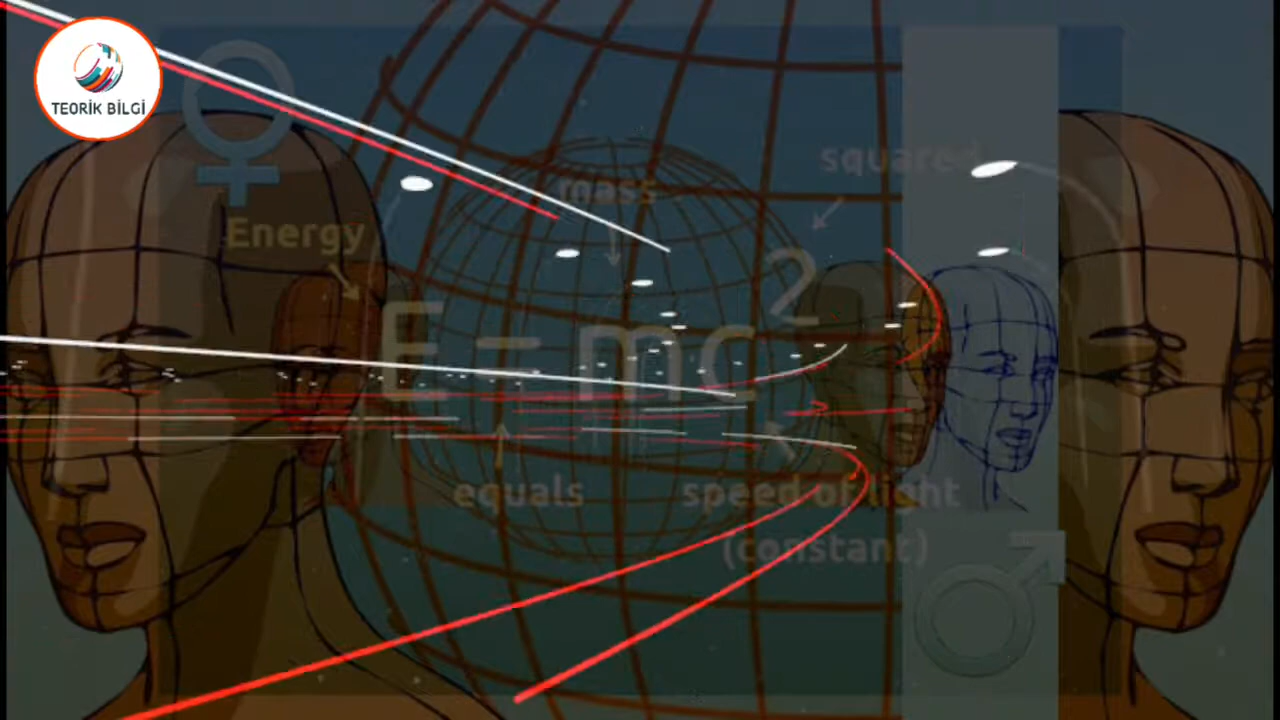 TEORİK BİLGİ
squared
mass
Energy
E = mc²
equals
speed of light
(constant)